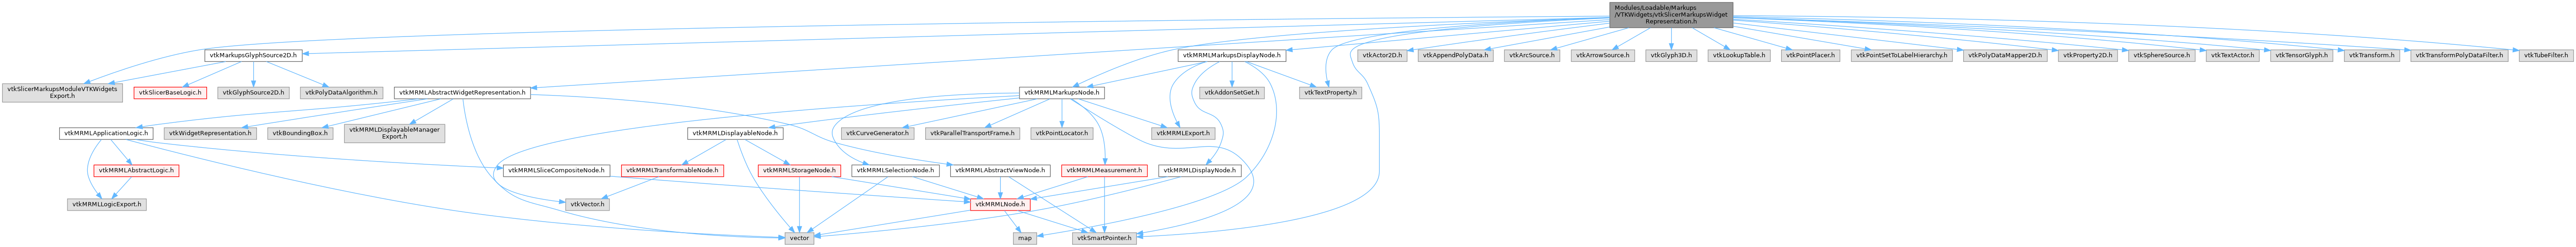 Modules/Loadable/Markups
/VTKWidgets/vtkSlicerMarkupsWidget
Representation.h
vtkMarkupsGlyphSource2D.h
vtkMRMLMarkupsDisplayNode.h
vtkActor2D.h
vtkAppendPolyData.h
vtkArcSource.h
vtkArrowSource.h
vtkGlyph3D.h
vtkLookupTable.h
vtkPointPlacer.h
vtkPointSetToLabelHierarchy.h
vtkPolyDataMapper2D.h
vtkProperty2D.h
vtkSphereSource.h
vtkTextActor.h
vtkTensorGlyph.h
vtkTransform.h
vtkTransformPolyDataFilter.h
vtkTubeFilter.h
vtkSlicerMarkupsModuleVTKWidgets
Export.h
vtkSlicerBaseLogic.h
vtkGlyphSource2D.h
vtkPolyDataAlgorithm.h
vtkMRMLAbstractWidgetRepresentation.h
vtkMRMLMarkupsNode.h
vtkAddonSetGet.h
vtkTextProperty.h
vtkMRMLApplicationLogic.h
vtkWidgetRepresentation.h
vtkBoundingBox.h
vtkMRMLDisplayableManager
Export.h
vtkMRMLDisplayableNode.h
vtkCurveGenerator.h
vtkParallelTransportFrame.h
vtkPointLocator.h
vtkMRMLExport.h
vtkMRMLAbstractLogic.h
vtkMRMLSliceCompositeNode.h
vtkMRMLTransformableNode.h
vtkMRMLStorageNode.h
vtkMRMLSelectionNode.h
vtkMRMLAbstractViewNode.h
vtkMRMLMeasurement.h
vtkMRMLDisplayNode.h
vtkMRMLLogicExport.h
vtkVector.h
vtkMRMLNode.h
vector
map
vtkSmartPointer.h